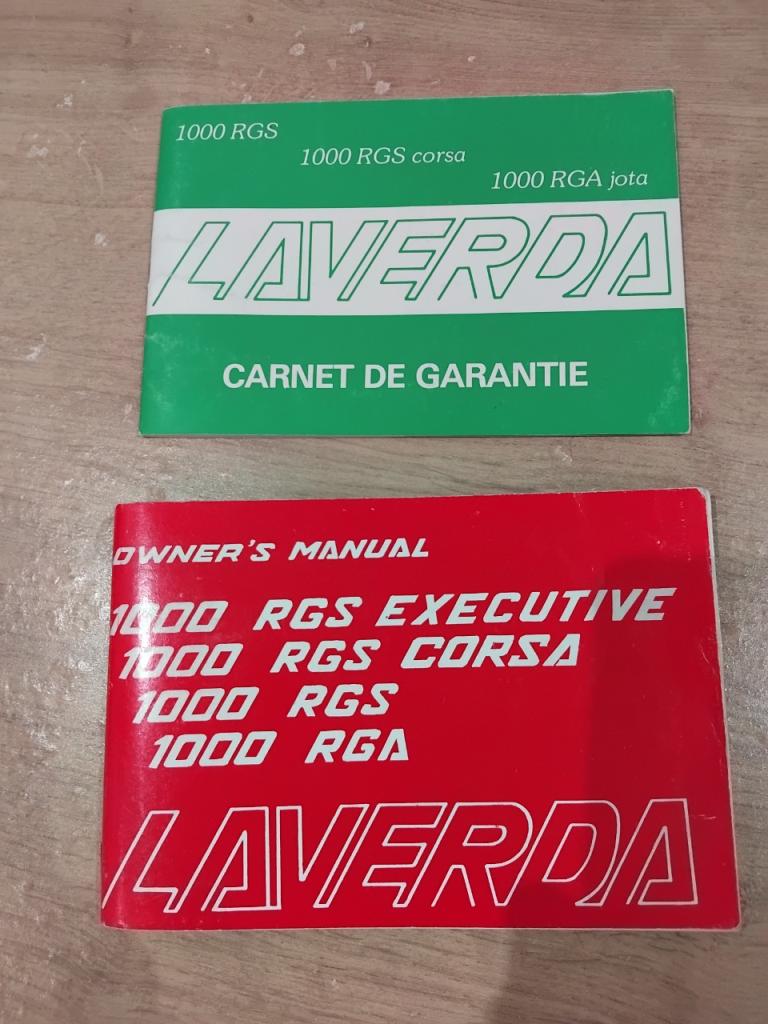 1000 RGS
1000 RGS corsa
1000 RGA jota
LAVERDA
CARNET DE GARANTIE
OWNER'S MANUAL
1000 RGS EXECUTIVE
1000 RGS CORSA
1000 RGS
1000 RGA
LAVERDA